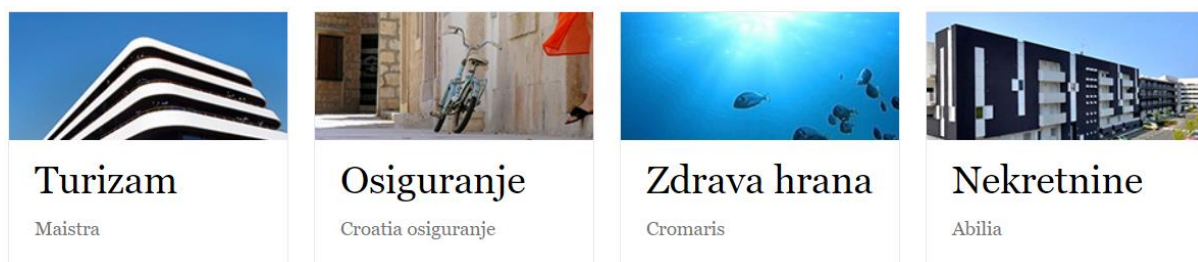 Turizam
Maistra
Osiguranje
Croatia osiguranje
Zdrava hrana
Cromaris
Nekretnine
Abilia